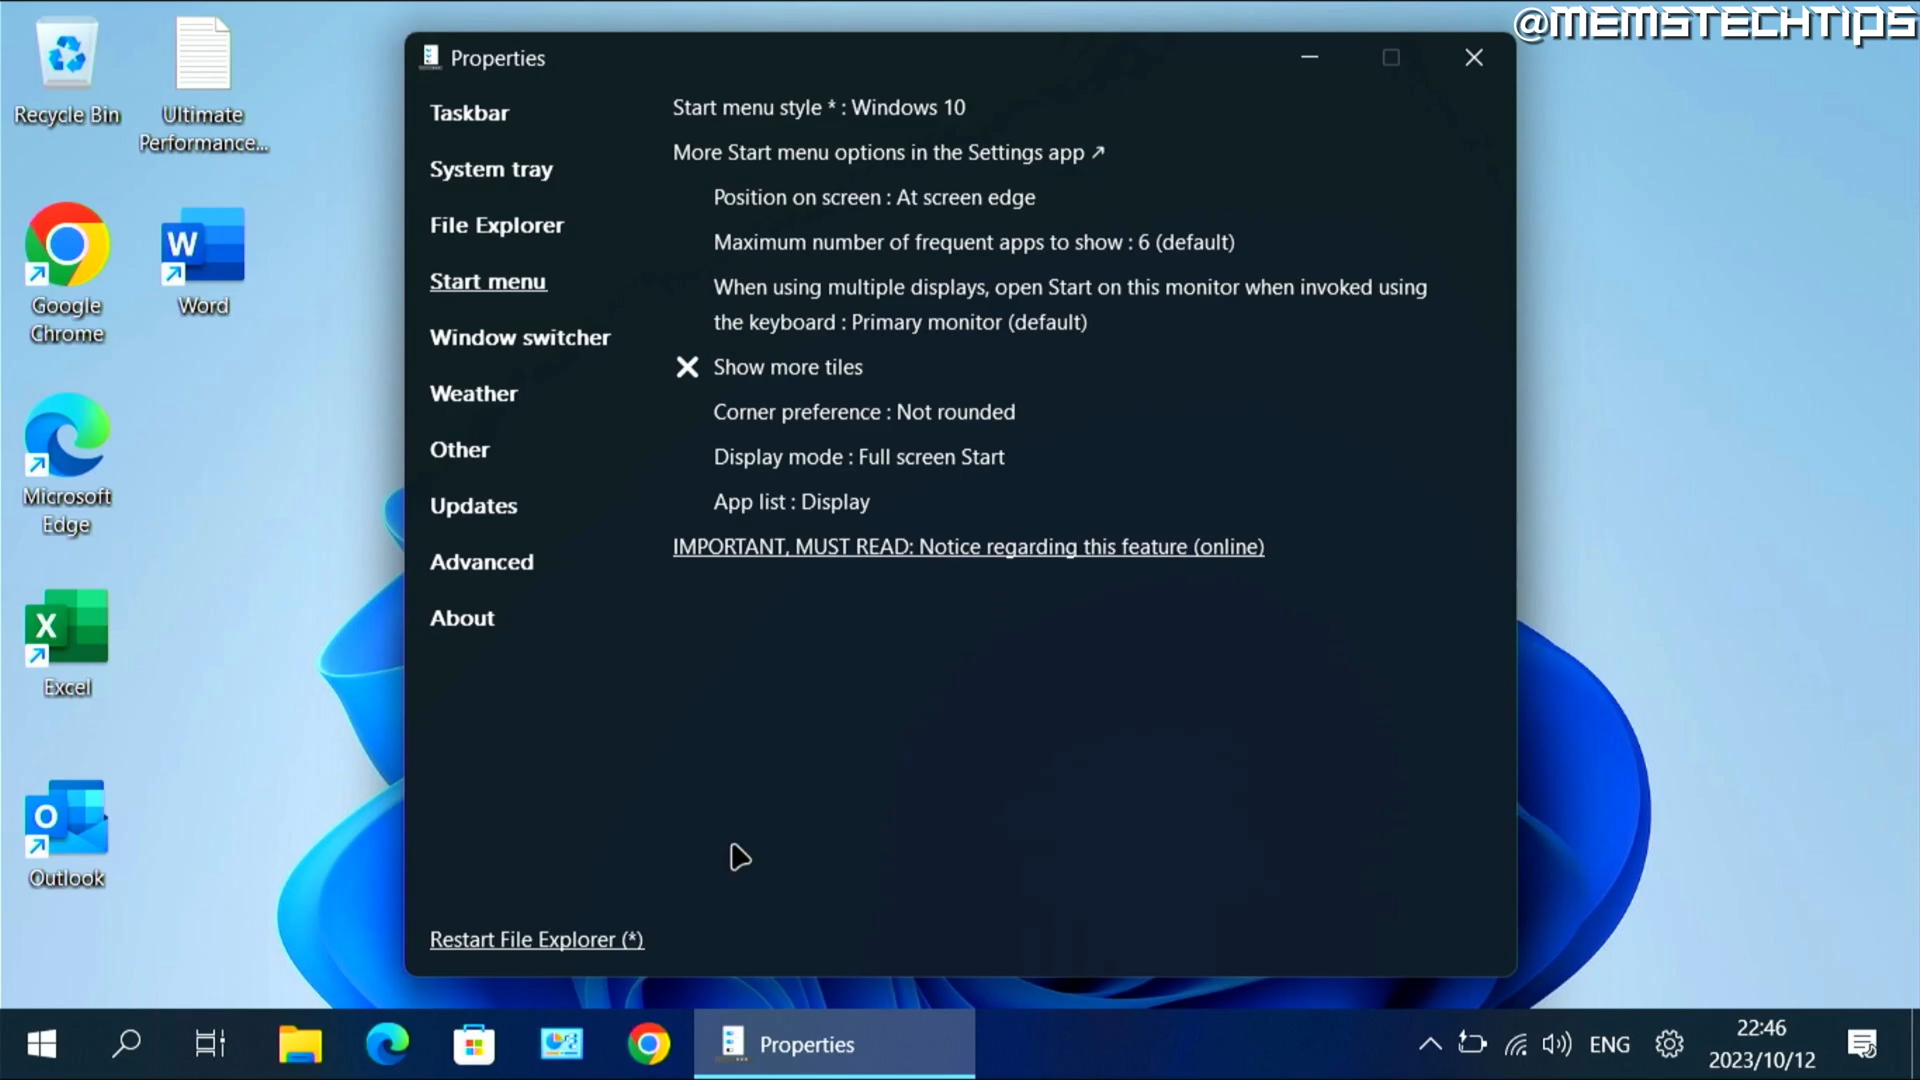 @MEMSTECHTIPS
Recycle Bin
Ultimate
Performance...
Google
Chrome
Word
Microsoft
Edge
Excel
Outlook
Properties
Taskbar
System tray
File Explorer
Start menu
Window switcher
Weather
Other
Updates
Advanced
About
Restart File Explorer (*)
Start menu style * : Windows 10
More Start menu options in the Settings app ↗
Position on screen : At screen edge
Maximum number of frequent apps to show : 6 (default)
When using multiple displays, open Start on this monitor when invoked using
the keyboard : Primary monitor (default)
Show more tiles
Corner preference : Not rounded
Display mode : Full screen Start
App list : Display
IMPORTANT, MUST READ: Notice regarding this feature (online)
Properties
ENG
22:46
2023/10/12